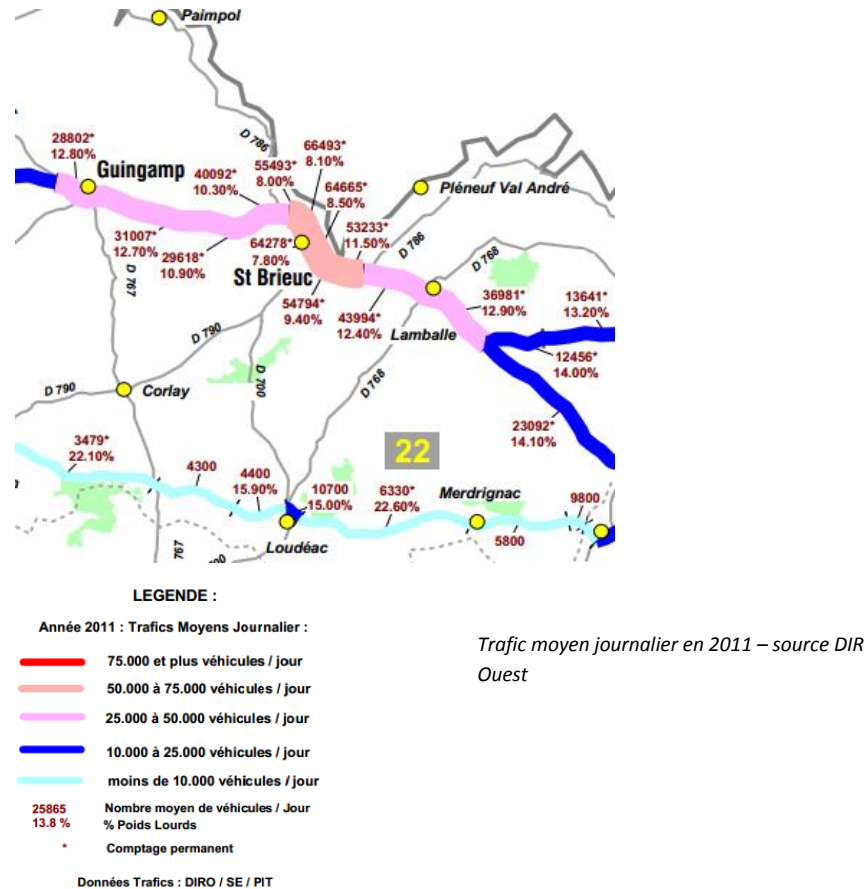 Paimpol
D 786
28802*
12.80%
Guingamp
40092*
10.30%
55493*
8.00%
66493*
8.10%
64665*
8.50%
Pléneuf Val André
31007*
12.70%
29618*
10.90%
64278*
7.80%
53233*
11.50%
D 786
D 768
St Brieuc
54794*
9.40%
43994*
12.40%
36981*
12.90%
13641*
13.20%
D 767
Lamballe
12456*
14.00%
D 790
D 790
Corlay
D 700
D 768
23092*
14.10%
3479*
22.10%
22
4300
4400
15.90%
10700
15.00%
6330*
22.60%
Merdrignac
9800
5800
Loudéac
767
LEGENDE :
Année 2011 : Trafics Moyens Journalier :
75.000 et plus véhicules / jour
50.000 à 75.000 véhicules / jour
25.000 à 50.000 véhicules / jour
10.000 à 25.000 véhicules / jour
moins de 10.000 véhicules / jour
25865 Nombre moyen de véhicules / Jour
13.8 % % Poids Lourds
* Comptage permanent
Données Trafics : DIRO / SE / PIT
Trafic moyen journalier en 2011 – source DIR
Ouest